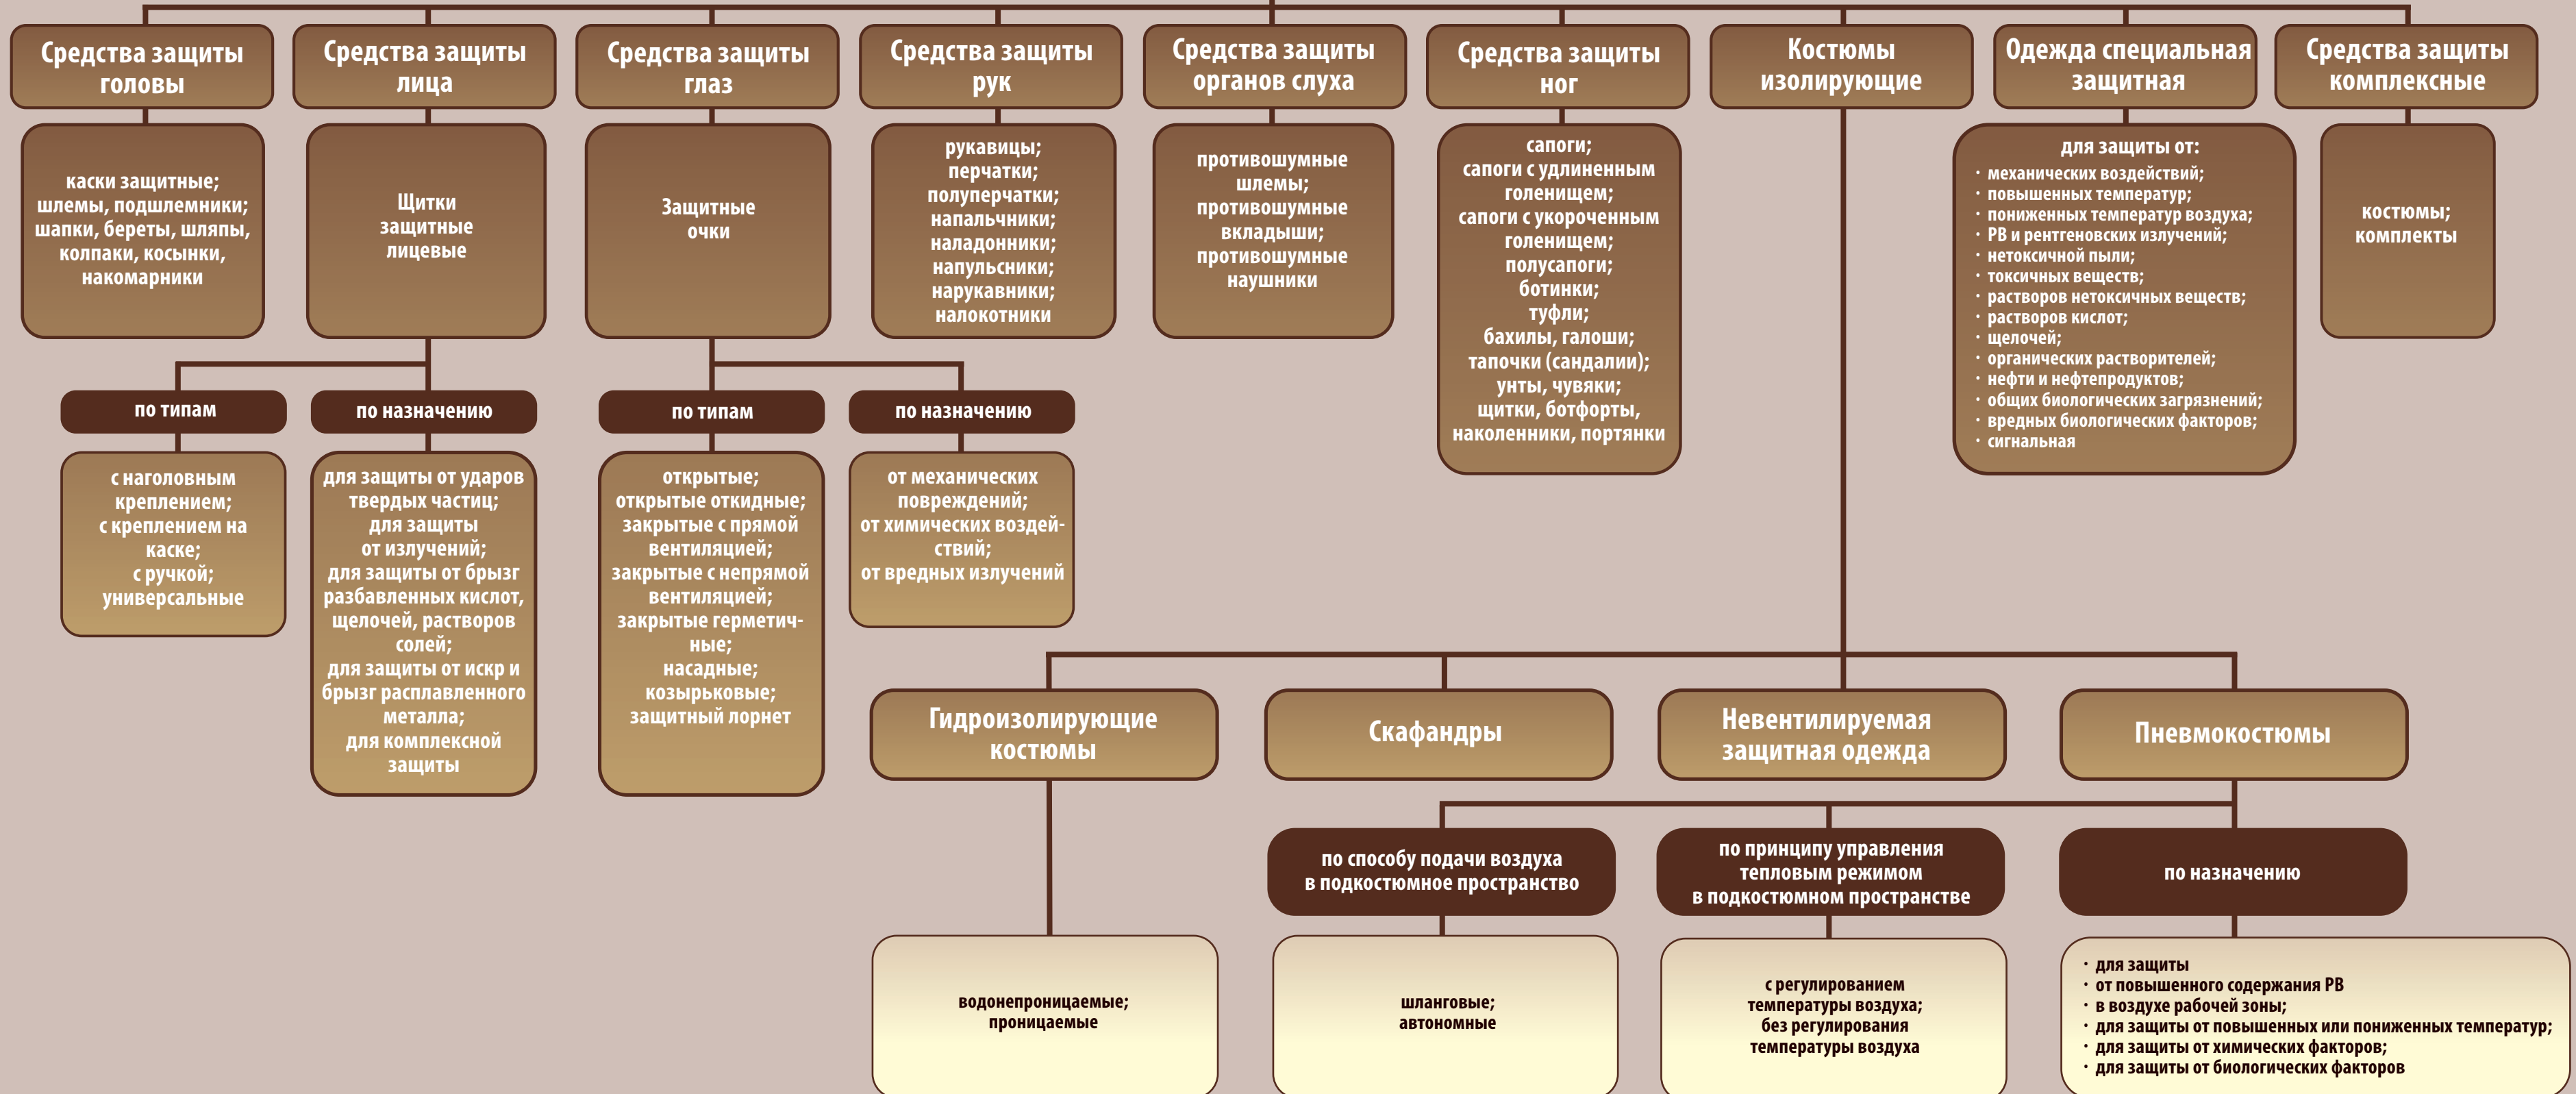 Средства защиты
головы
Средства защиты
лица
Средства защиты
глаз
Средства защиты
рук
Средства защиты
органов слуха
Средства защиты
ног
Костюмы
изолирующие
Одежда специальная
защитная
Средства защиты
комплексные
каски защитные;
шлемы, подшлемники;
шапки, береты, шляпы,
колпаки, косынки,
накомарники
Щитки
защитные
лицевые
Защитные
очки
рукавицы;
перчатки;
полуперчатки;
напальчники;
наладонники;
напульсники;
нарукавники;
налокотники
противошумные
шлемы;
противошумные
вкладыши;
противошумные
наушники
сапоги;
сапоги с удлиненным
голенищем;
сапоги с укороченным
голенищем;
полусапоги;
ботинки;
туфли;
бахилы, галоши;
тапочки (сандалии);
унты, чувяки;
щитки, ботфорты,
наколенники, портянки
для защиты от:
· механических воздействий;
· повышенных температур;
· пониженных температур воздуха;
· РВ и рентгеновских излучений;
· нетоксичной пыли;
· токсичных веществ;
· растворов нетоксичных веществ;
· растворов кислот;
· щелочей;
· органических растворителей;
· нефти и нефтепродуктов;
· общих биологических загрязнений;
· вредных биологических факторов;
· сигнальная
костюмы;
комплекты
по типам
по назначению
по типам
по назначению
с наголовным
креплением;
с креплением на
каске;
с ручкой;
универсальные
для защиты от ударов
твердых частиц;
для защиты
от излучений;
для защиты от брызг
разбавленных кислот,
щелочей, растворов
солей;
для защиты от искр и
брызг расплавленного
металла;
для комплексной
защиты
открытые;
открытые откидные;
закрытые с прямой
вентиляцией;
закрытые с непрямой
вентиляцией;
закрытые герметич-
ные;
насадные;
козырьковые;
защитный лорнет
от механических
повреждений;
от химических воздей-
ствий;
от вредных излучений
Гидроизолирующие
костюмы
Скафандры
Невентилируемая
защитная одежда
Пневмокостюмы
по способу подачи воздуха
в подкостюмное пространство
по принципу управления
тепловым режимом
в подкостюмном пространстве
по назначению
водонепроницаемые;
проницаемые
шланговые;
автономные
с регулированием
температуры воздуха;
без регулирования
температуры воздуха
· для защиты
· от повышенного содержания РВ
· в воздухе рабочей зоны;
· для защиты от повышенных или пониженных температур;
· для защиты от химических факторов;
· для защиты от биологических факторов